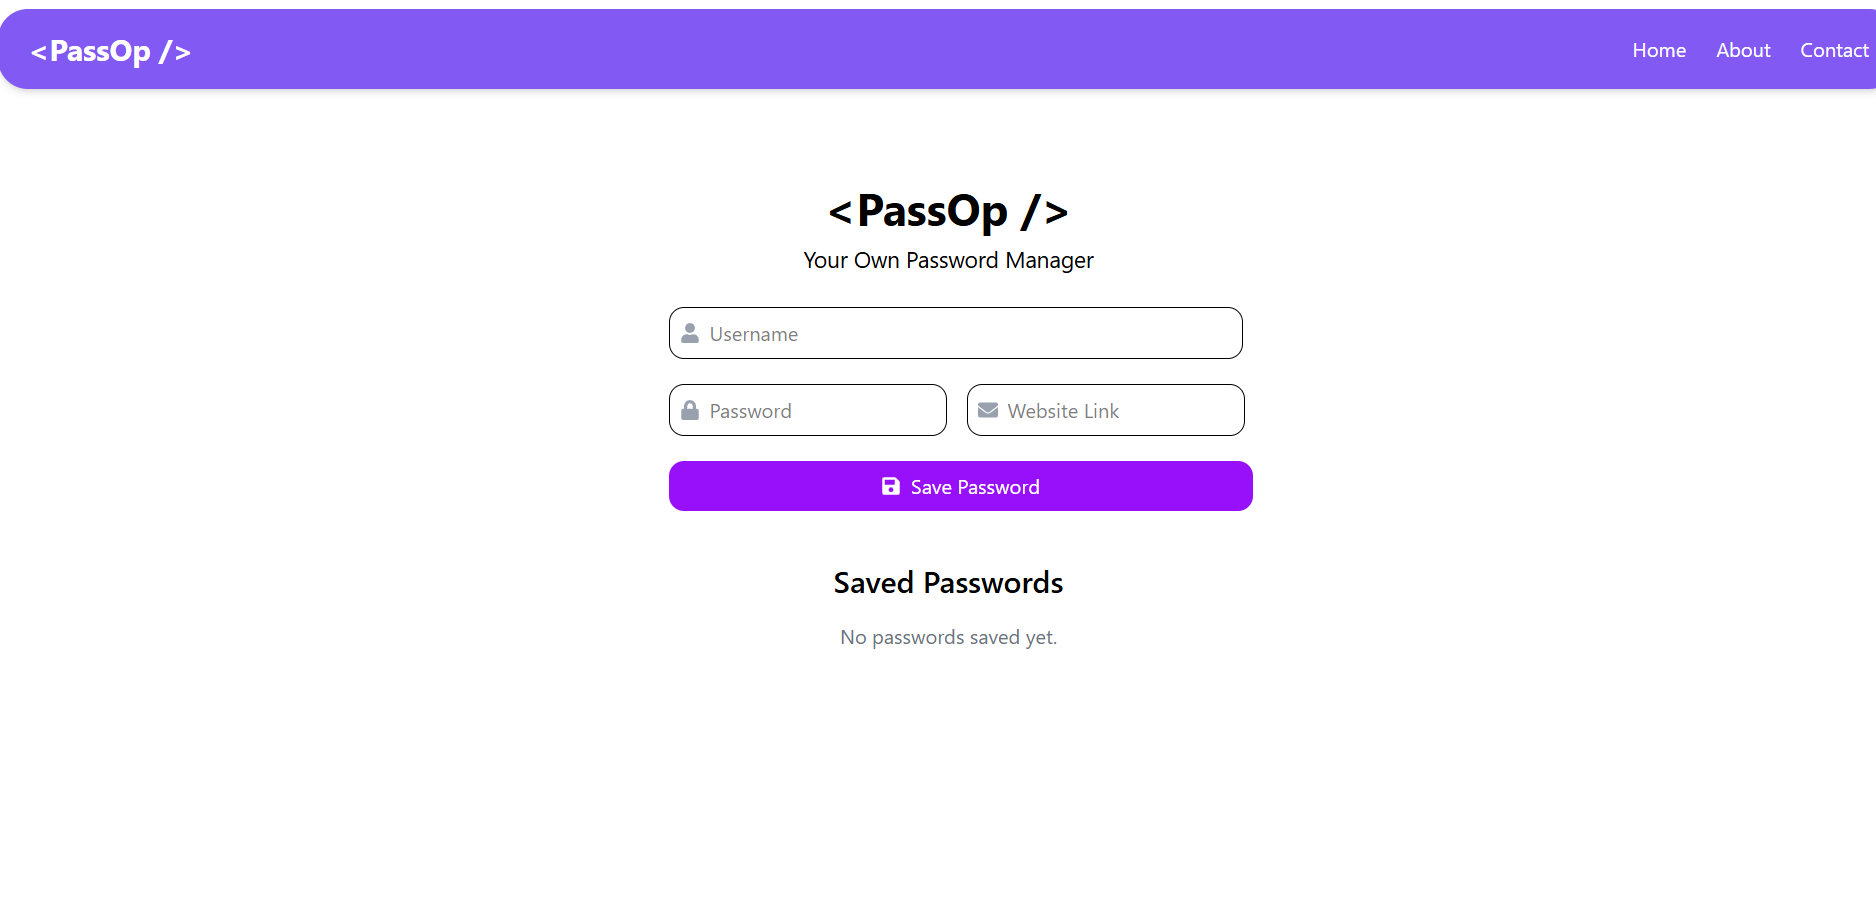 <PassOp /> Home About Contact
<PassOp />
Your Own Password Manager
Username
Password Website Link
Save Password
Saved Passwords
No passwords saved yet.